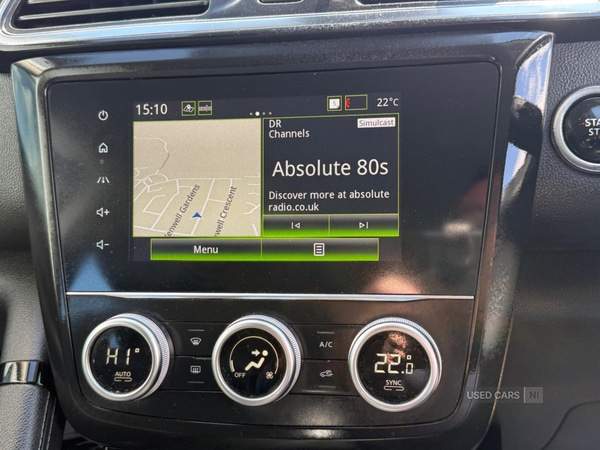 15:10
22°C
DR
Channels
Simulcast
Absolute 80s
Discover more at absolute
radio.co.uk
Gardens
Crescent
Menu
HI°
AUTO
OFF
A/C
22.0°
SYNC
STA
ST
USED CARS NI